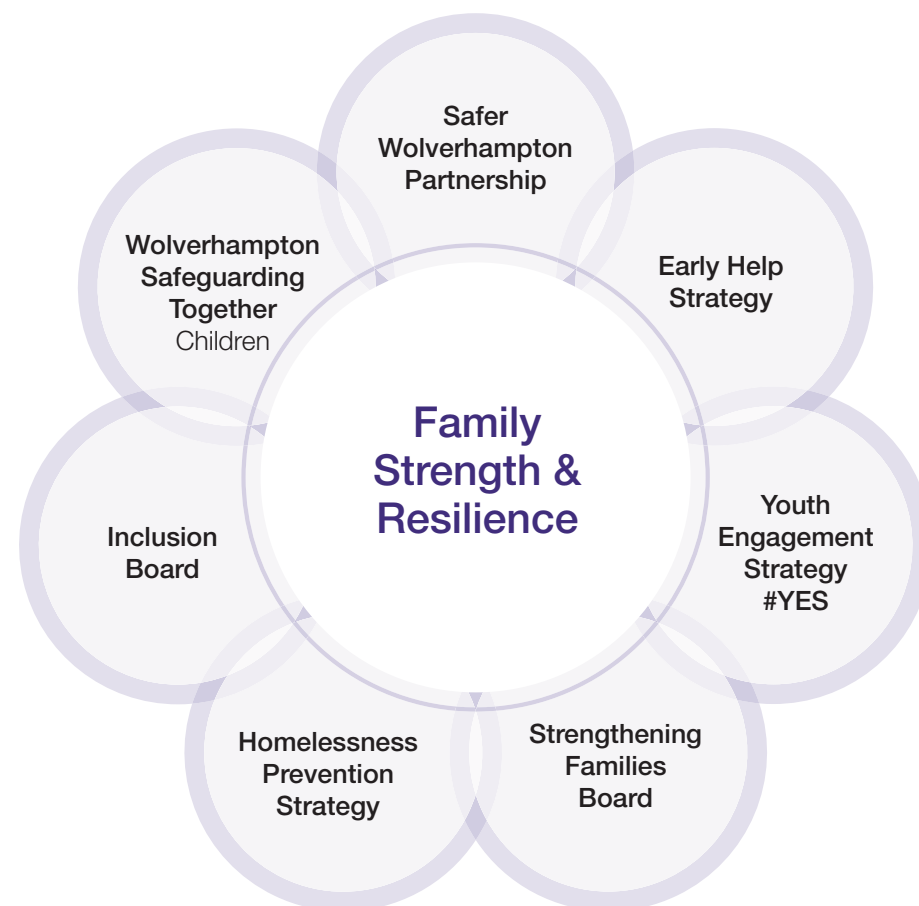 Safer
Wolverhampton
Partnership
Early Help
Strategy
Youth
Engagement
Strategy
#YES
Strengthening
Families
Board
Homelessness
Prevention
Strategy
Inclusion
Board
Wolverhampton
Safeguarding
Together
Children
Family
Strength &
Resilience